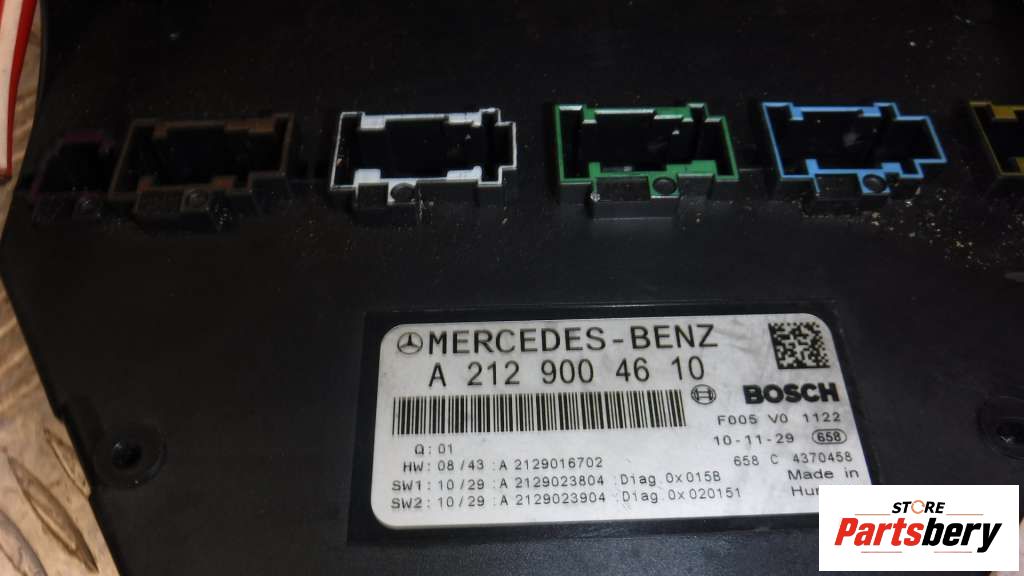 MERCEDES-BENZ
A 212 900 46 10
BOSCH
F005 V0 1122
10-11-29 658
658 C 4370458
Q: 01
HW: 08/43 :A 2129016702
SW1: 10/29 :A 2129023804 :Diag. 0x015B
SW2: 10/29 :A 2129023904 :Diag. 0x020151
Made in
STORE
Partsbery